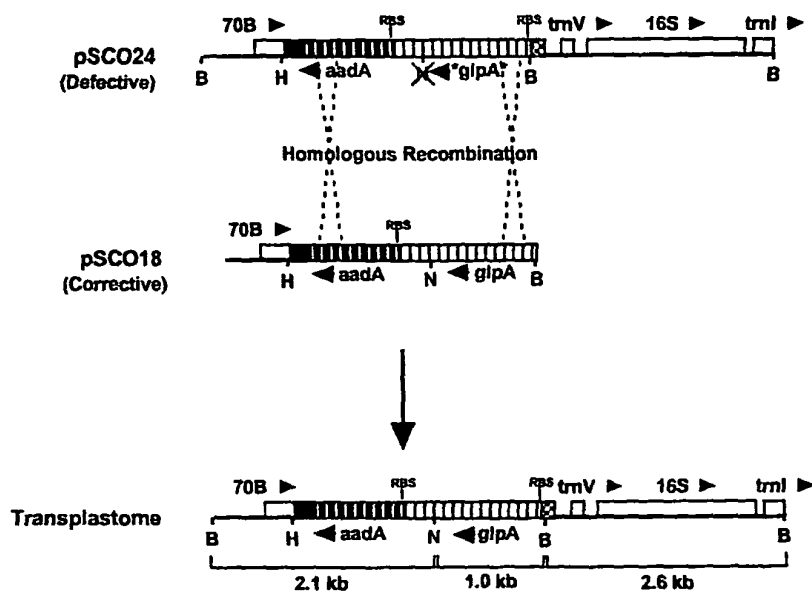 70B RBS RBS trnV 16S trnI
pSCO24
(Defective)
B H aadA N *glpA* B B
Homologous Recombination
70B RBS
pSCO18
(Corrective)
H aadA N glpA B
70B RBS RBS trnV 16S trnI
Transplastome
B H aadA N glpA B B
2.1 kb 1.0 kb 2.6 kb